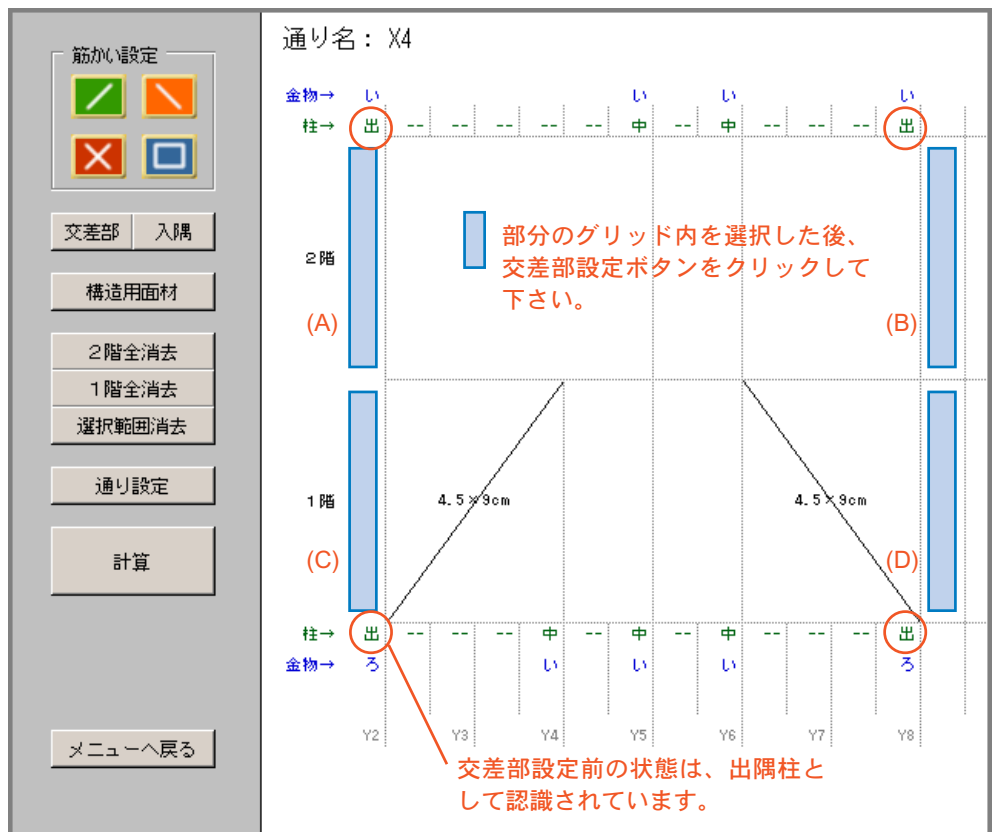 通り名： X4
筋かい設定
金物→ い い い い
柱→ 出 -- -- -- -- -- 中 -- 中 -- -- -- 出
交差部 入隅
２階
部分のグリッド内を選択した後、
交差部設定ボタンをクリックして
下さい。
構造用面材
(A)
(B)
２階全消去
１階全消去
選択範囲消去
通り設定
１階
4.5×9cm
4.5×9cm
計算
(C)
(D)
柱→ 出 -- -- -- 中 -- 中 -- 中 -- -- -- 出
金物→ ろ い い い ろ
Y2 Y3 Y4 Y5 Y6 Y7 Y8
メニューへ戻る
交差部設定前の状態は、出隅柱と
して認識されています。